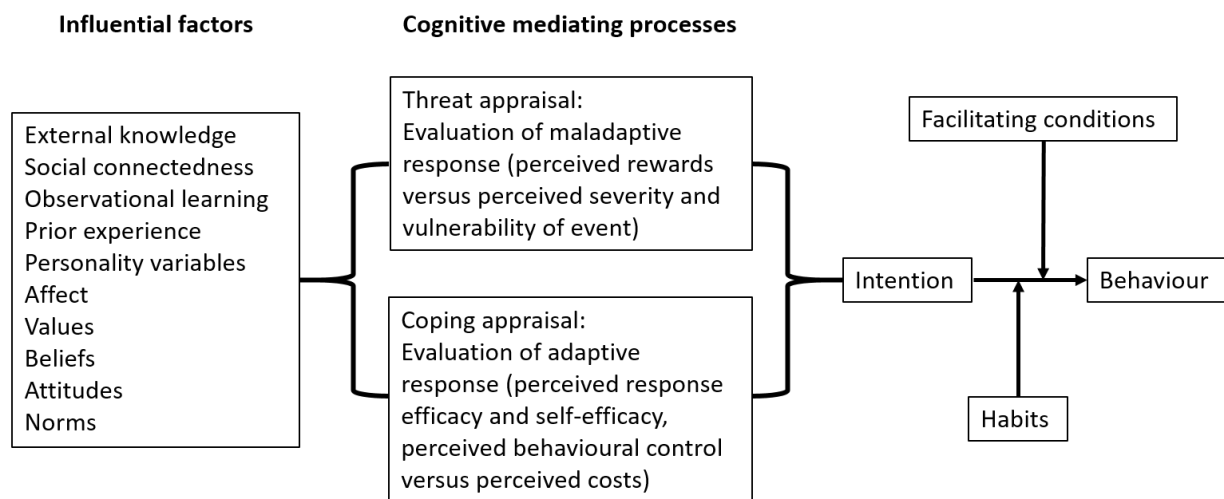 Influential factors
Cognitive mediating processes
External knowledge
Social connectedness
Observational learning
Prior experience
Personality variables
Affect
Values
Beliefs
Attitudes
Norms
Threat appraisal:
Evaluation of maladaptive
response (perceived rewards
versus perceived severity and
vulnerability of event)
Coping appraisal:
Evaluation of adaptive
response (perceived response
efficacy and self-efficacy,
perceived behavioural control
versus perceived costs)
Intention
Facilitating conditions
Habits
Behaviour